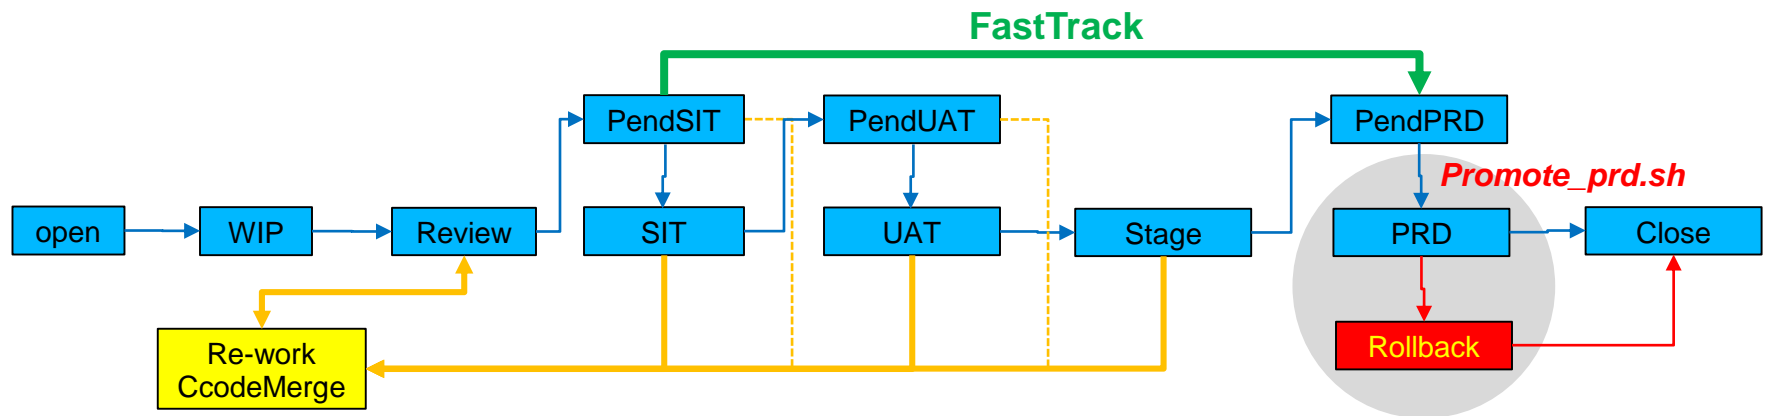 FastTrack
PendSIT
PendUAT
PendPRD
Promote_prd.sh
open
WIP
Review
SIT
UAT
Stage
PRD
Close
Re-work
CcodeMerge
Rollback